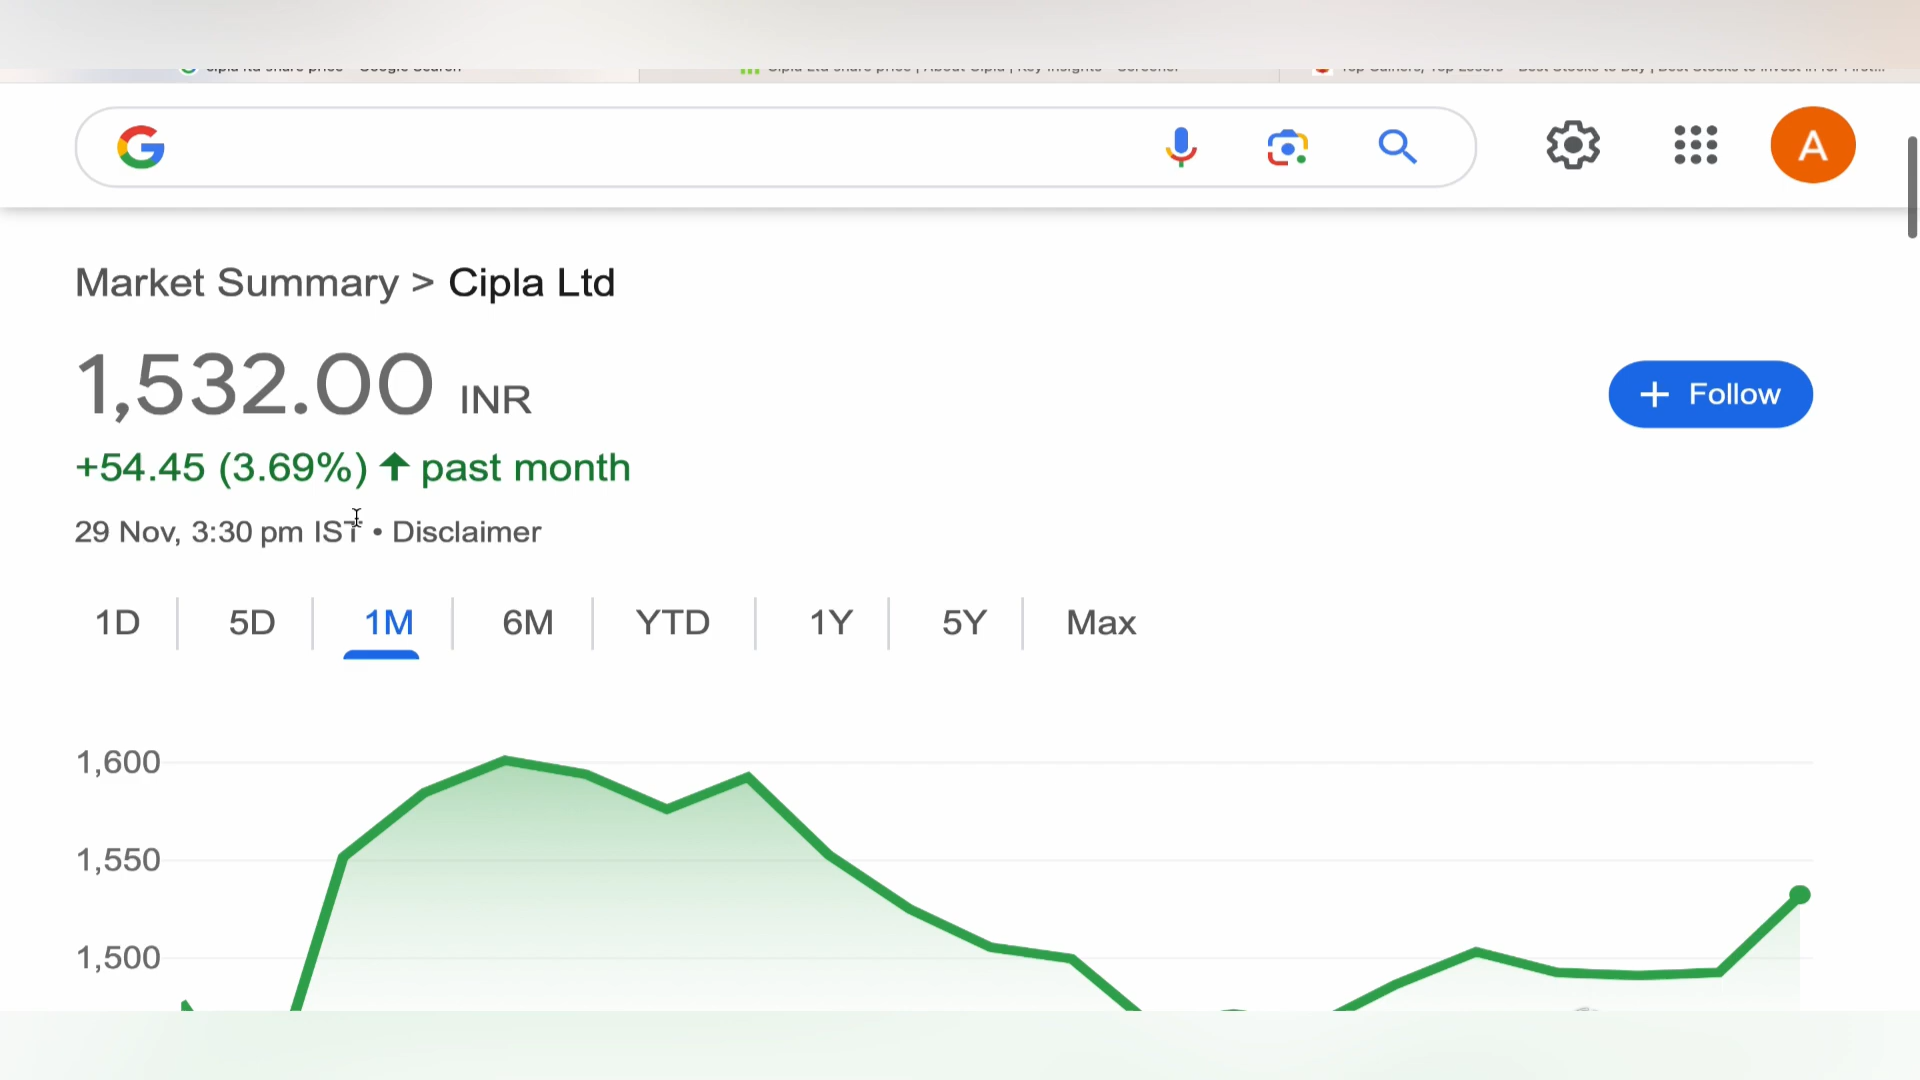 A
Market Summary > Cipla Ltd
1,532.00 INR
+ Follow
+54.45 (3.69%) ↑ past month
29 Nov, 3:30 pm IST • Disclaimer
1D 5D 1M 6M YTD 1Y 5Y Max
1,600
1,550
1,500